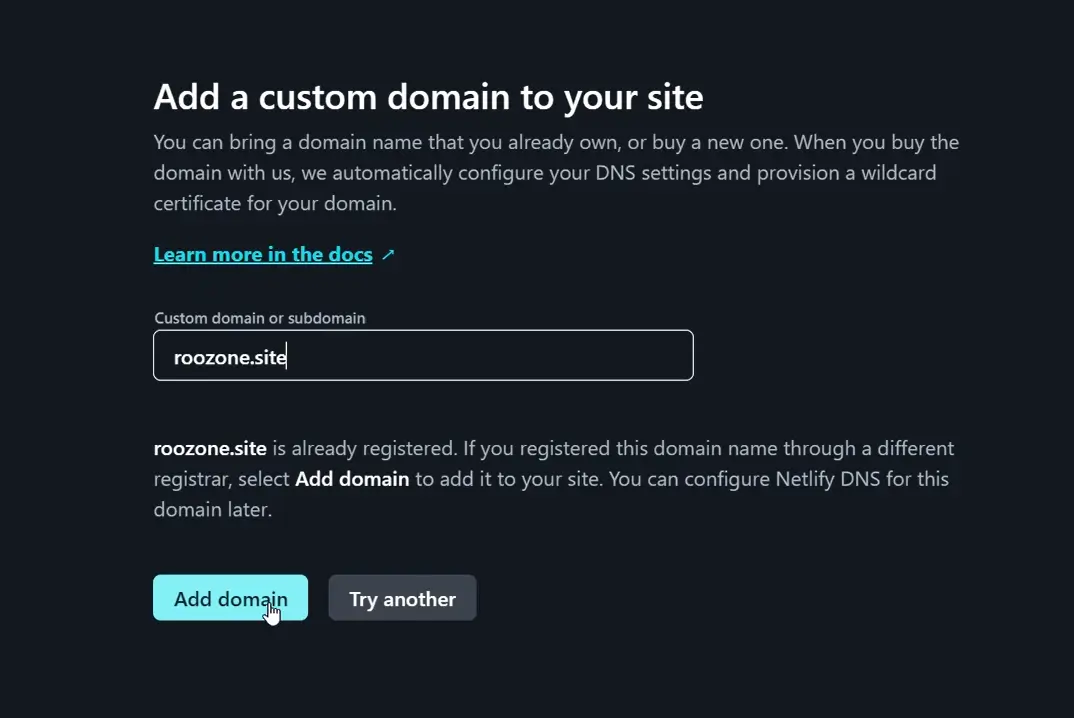 Add a custom domain to your site
You can bring a domain name that you already own, or buy a new one. When you buy the
domain with us, we automatically configure your DNS settings and provision a wildcard
certificate for your domain.
Learn more in the docs ↗
Custom domain or subdomain
roozone.site
roozone.site is already registered. If you registered this domain name through a different
registrar, select Add domain to add it to your site. You can configure Netlify DNS for this
domain later.
Add domain
Try another